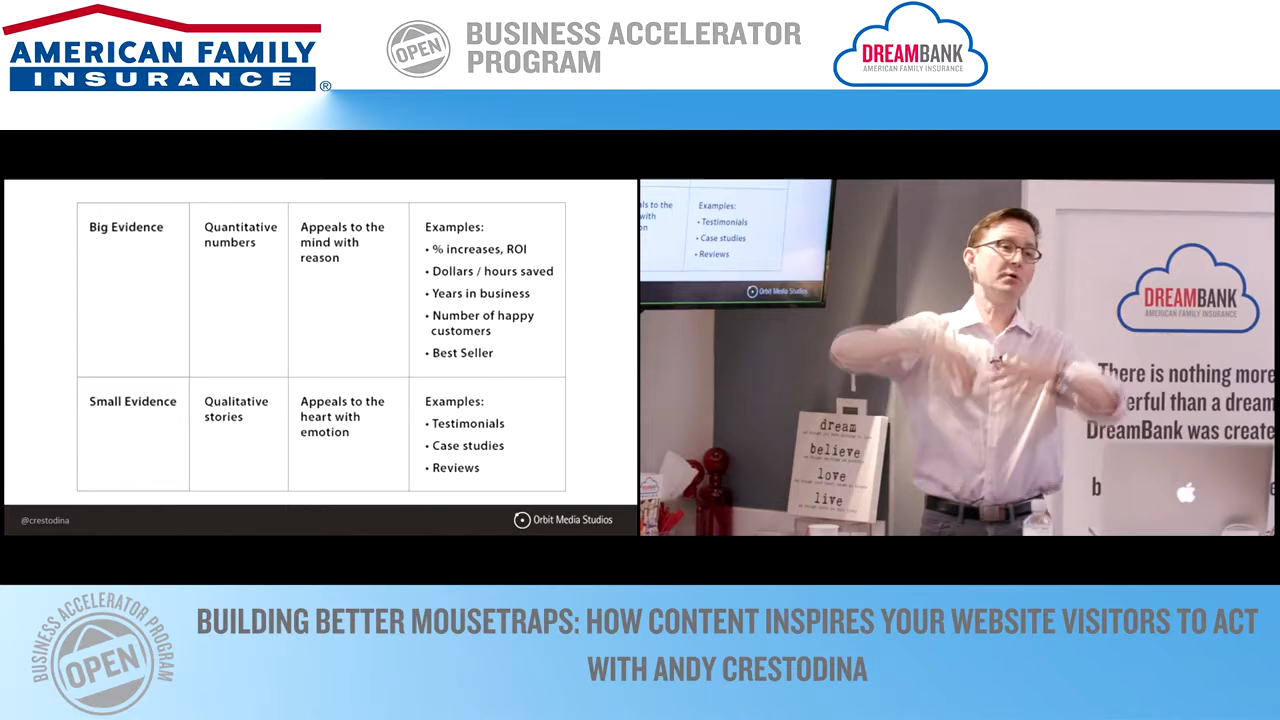 AMERICAN FAMILY
INSURANCE ®
OPEN
BUSINESS ACCELERATOR
PROGRAM
DREAMBANK
AMERICAN FAMILY INSURANCE
Big Evidence
Quantitative
numbers
Appeals to the
mind with
reason
Examples:
• % increases, ROI
• Dollars / hours saved
• Years in business
• Number of happy
customers
• Best Seller
Small Evidence
Qualitative
stories
Appeals to the
heart with
emotion
Examples:
• Testimonials
• Case studies
• Reviews
@crestodina
Orbit Media Studios
als to the
with
Examples:
• Testimonials
• Case studies
• Reviews
Orbit Media Studios
DREAMBANK
AMERICAN FAMILY INSURANCE
There is nothing more
erful than a dream
DreamBank was create
b
dream
believe
love
live
BUSINESS ACCELERATOR PROGRAM
OPEN
BUILDING BETTER MOUSETRAPS: HOW CONTENT INSPIRES YOUR WEBSITE VISITORS TO ACT
WITH ANDY CRESTODINA